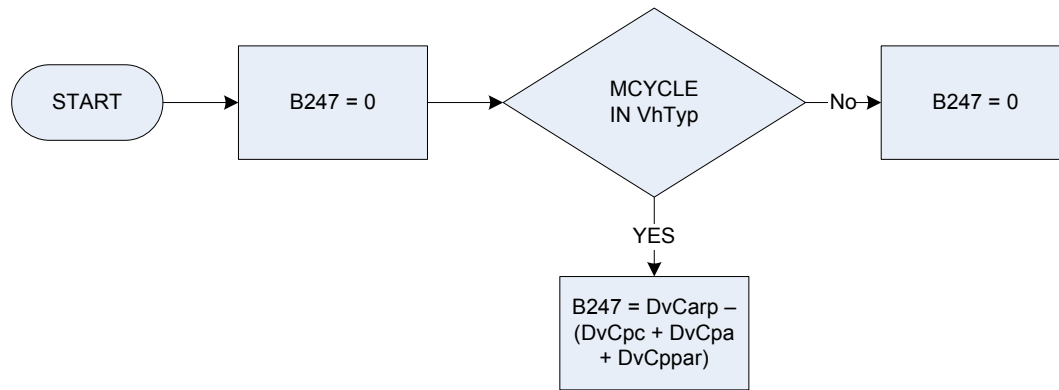 START
B247 = 0
MCYCLE
IN VhTyp
No
B247 = 0
YES
B247 = DvCarp –
(DvCpc + DvCpa
+ DvCppar)